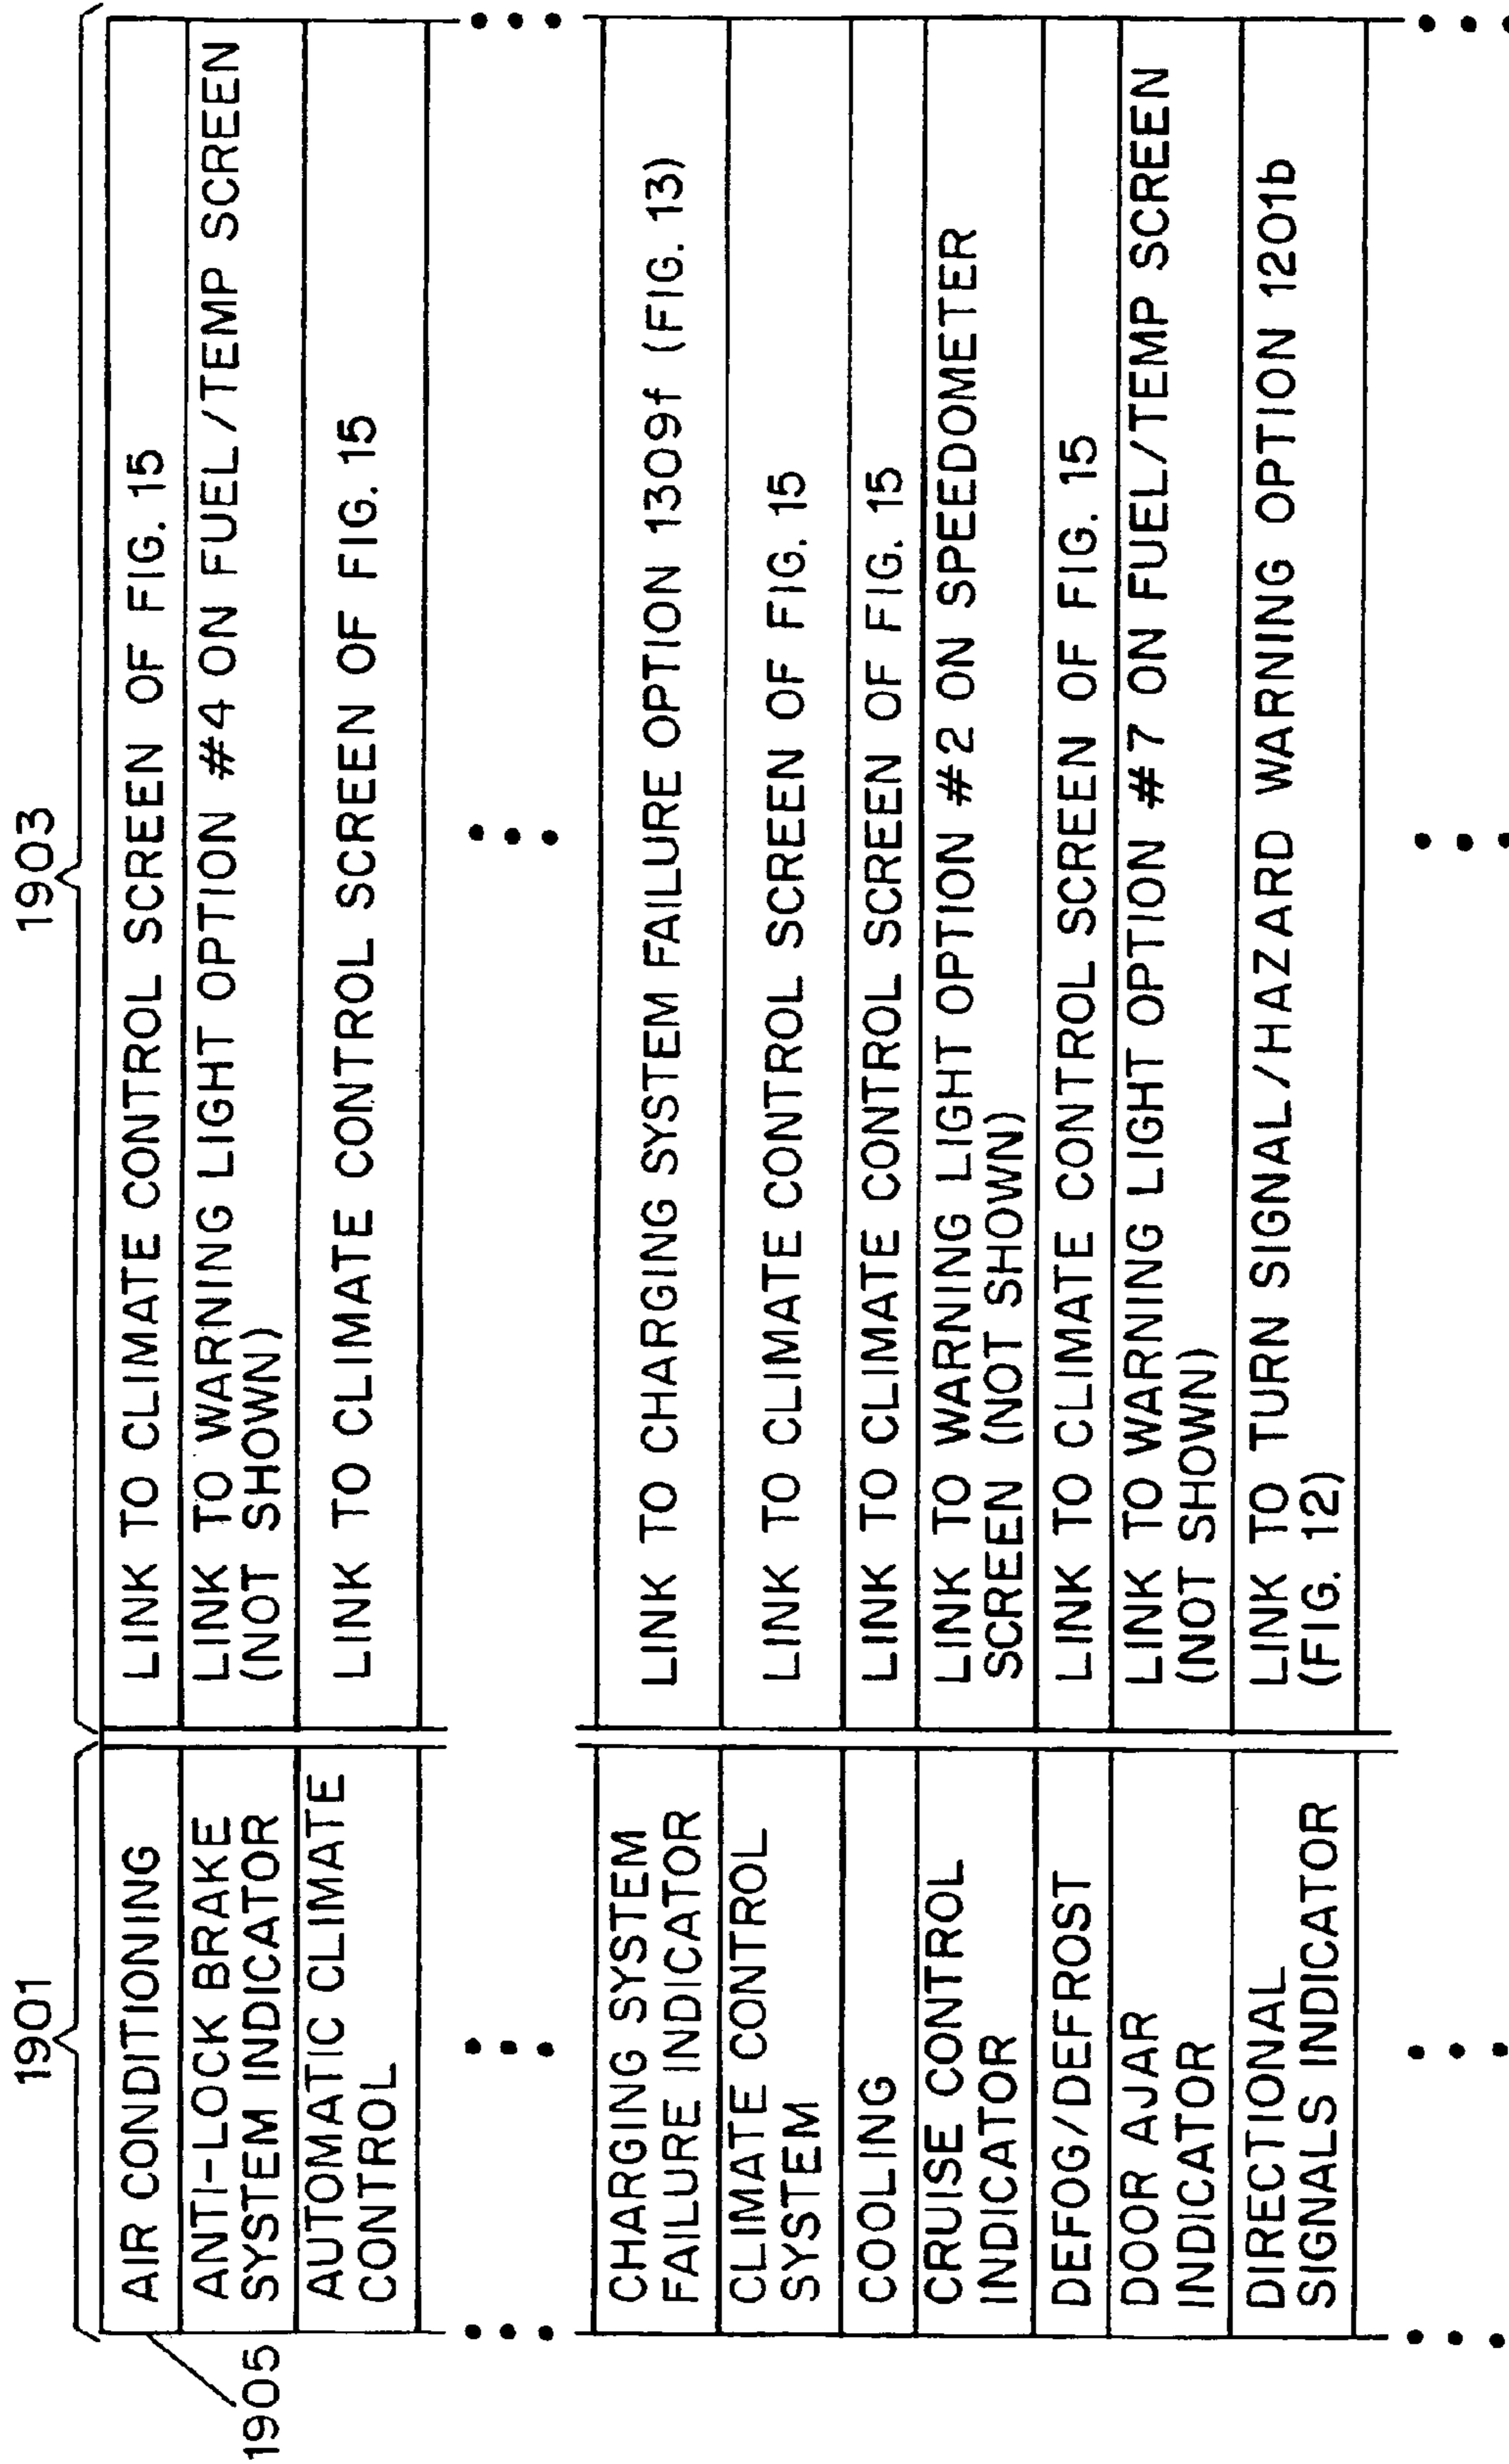 1901
1903
1905
AIR CONDITIONING
LINK TO CLIMATE CONTROL SCREEN OF FIG. 15
ANTI-LOCK BRAKE
SYSTEM INDICATOR
LINK TO WARNING LIGHT OPTION #4 ON FUEL/TEMP SCREEN
(NOT SHOWN)
AUTOMATIC CLIMATE
CONTROL
LINK TO CLIMATE CONTROL SCREEN OF FIG. 15
CHARGING SYSTEM
FAILURE INDICATOR
LINK TO CHARGING SYSTEM FAILURE OPTION 1309f (FIG. 13)
CLIMATE CONTROL
SYSTEM
LINK TO CLIMATE CONTROL SCREEN OF FIG. 15
COOLING
LINK TO CLIMATE CONTROL SCREEN OF FIG. 15
CRUISE CONTROL
INDICATOR
LINK TO WARNING LIGHT OPTION #2 ON SPEEDOMETER
SCREEN (NOT SHOWN)
DEFOG/DEFROST
LINK TO CLIMATE CONTROL SCREEN OF FIG. 15
DOOR AJAR
INDICATOR
LINK TO WARNING LIGHT OPTION #7 ON FUEL/TEMP SCREEN
(NOT SHOWN)
DIRECTIONAL
SIGNALS INDICATOR
LINK TO TURN SIGNAL/HAZARD WARNING OPTION 1201b
(FIG. 12)